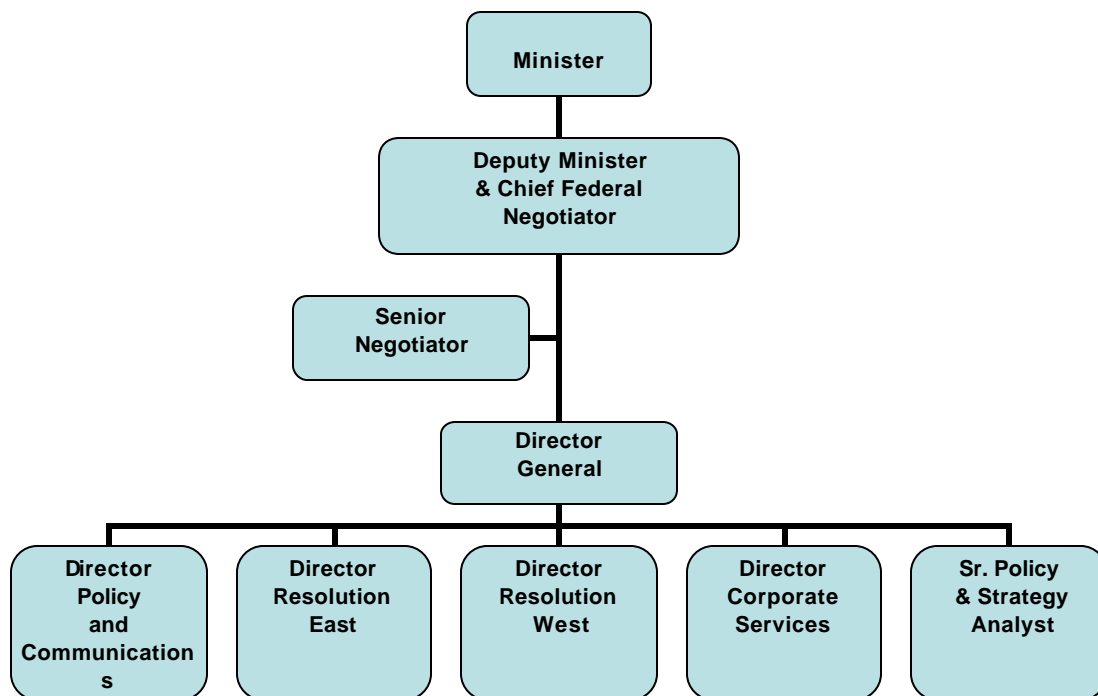 Minister
Deputy Minister
& Chief Federal
Negotiator
Senior
Negotiator
Director
General
Director
Policy
and
Communication
s
Director
Resolution
East
Director
Resolution
West
Director
Corporate
Services
Sr. Policy
& Strategy
Analyst